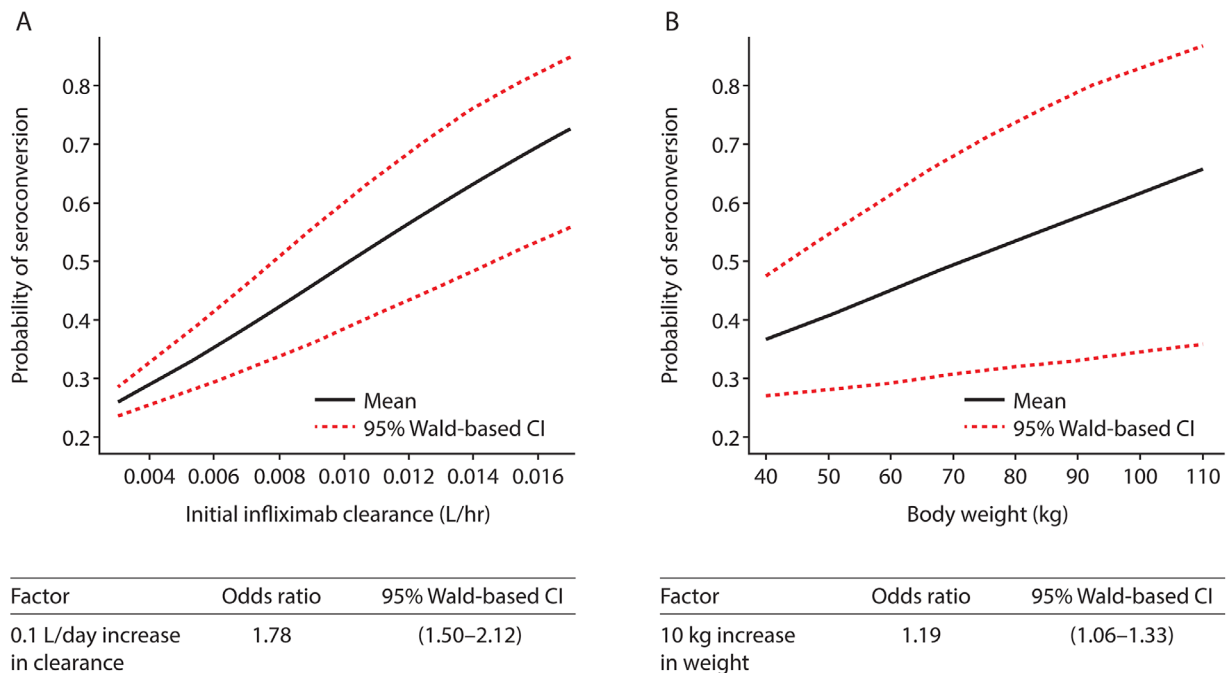 A
Probability of seroconversion
0.8
0.7
0.6
0.5
0.4
0.3
0.2
Mean
95% Wald-based CI
0.004 0.006 0.008 0.010 0.012 0.014 0.016
Initial infliximab clearance (L/hr)
Factor Odds ratio 95% Wald-based CI
0.1 L/day increase 1.78 (1.50–2.12)
in clearance
B
Probability of seroconversion
0.8
0.7
0.6
0.5
0.4
0.3
0.2
Mean
95% Wald-based CI
40 50 60 70 80 90 100 110
Body weight (kg)
Factor Odds ratio 95% Wald-based CI
10 kg increase 1.19 (1.06–1.33)
in weight